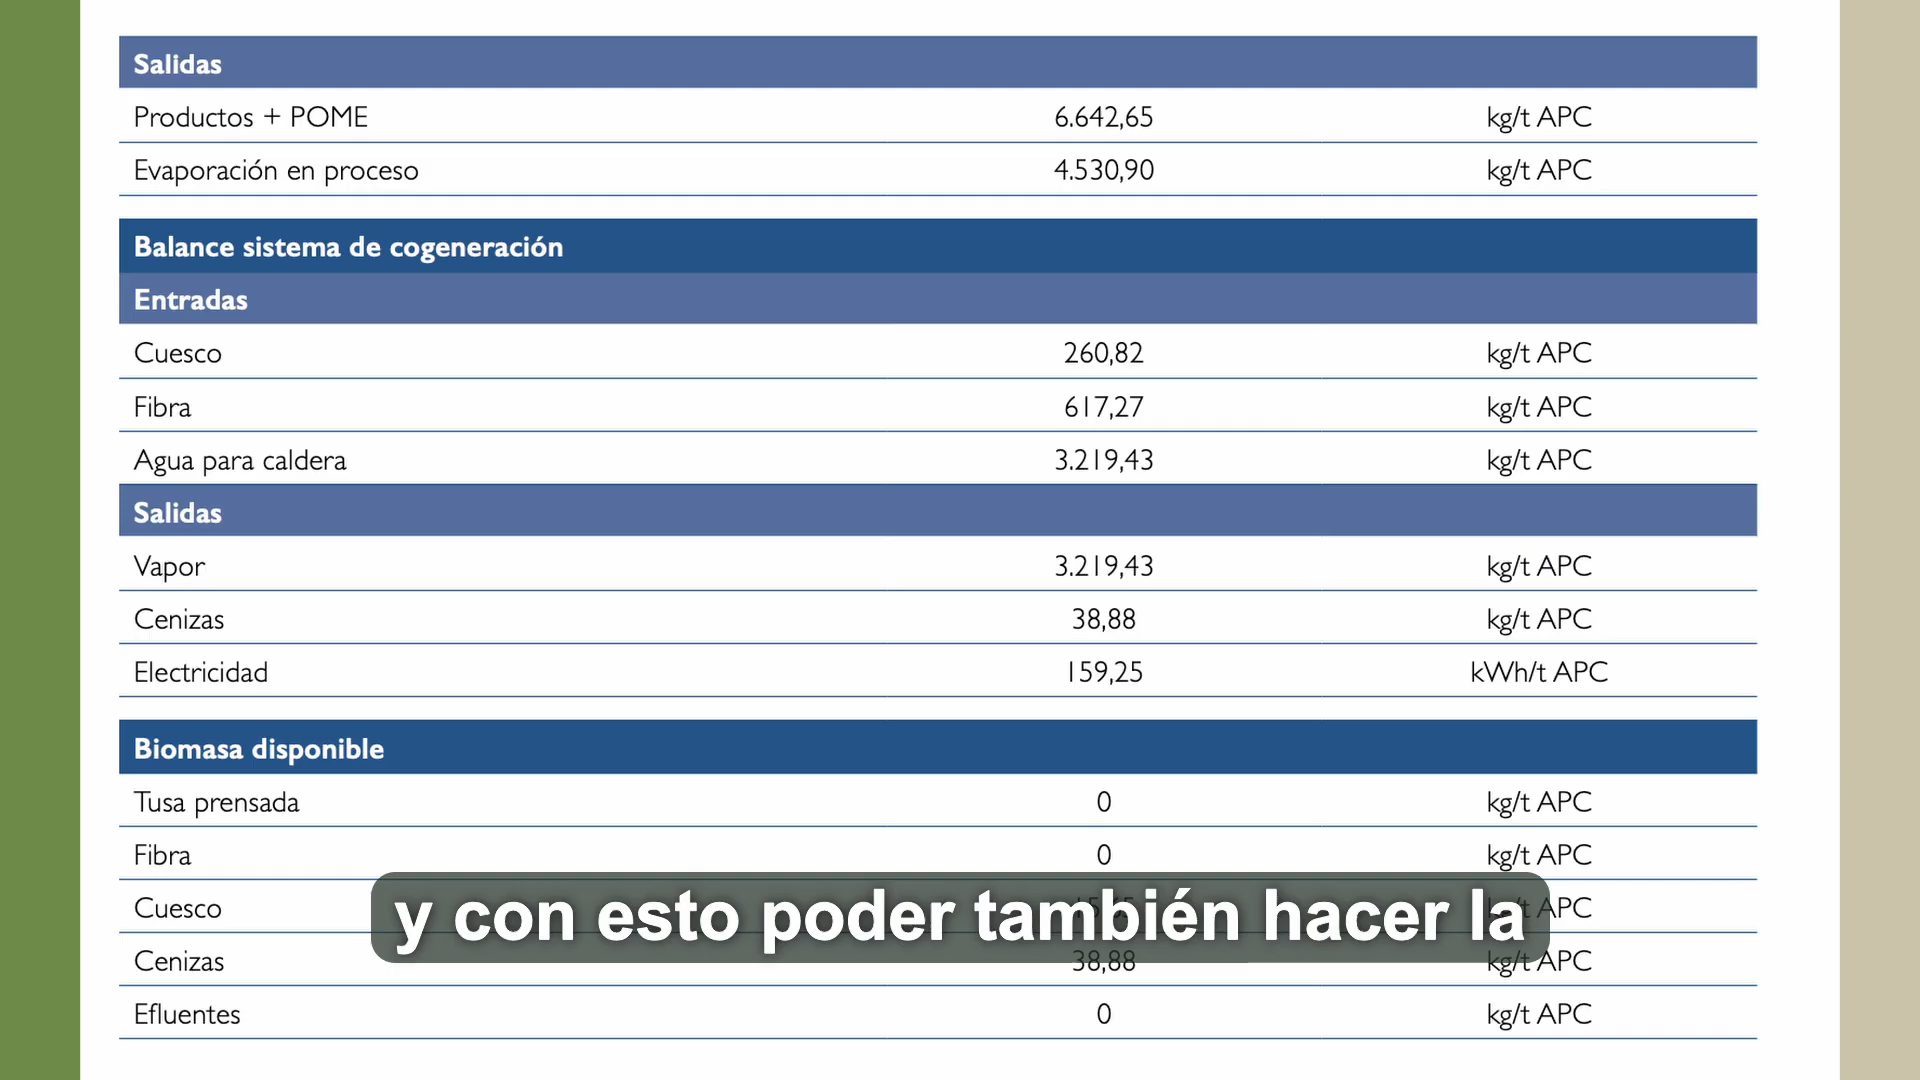 Salidas
Productos + POME 6.642,65 kg/t APC
Evaporación en proceso 4.530,90 kg/t APC
Balance sistema de cogeneración
Entradas
Cuesco 260,82 kg/t APC
Fibra 617,27 kg/t APC
Agua para caldera 3.219,43 kg/t APC
Salidas
Vapor 3.219,43 kg/t APC
Cenizas 38,88 kg/t APC
Electricidad 159,25 kWh/t APC
Biomasa disponible
Tusa prensada 0 kg/t APC
Fibra 0 kg/t APC
Cuesco kg/t APC
y con esto poder también hacer la
Cenizas 38,88 kg/t APC
Efluentes 0 kg/t APC